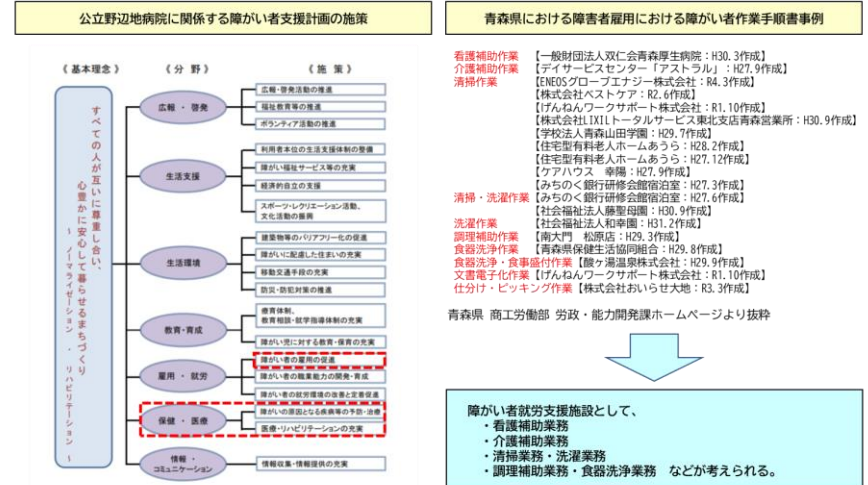 公立野辺地病院に関係する障がい者支援計画の施策
《基本理念》
《分 野》
《施 策》
すべての人が互いに尊重し合い、
心豊かに安心して暮らせるまちづくり
~ ノーマライゼーション ・ リハビリテーション ~
広報・啓発
広報・啓発活動の推進
福祉教育等の推進
ボランティア活動の推進
生活支援
利用者本位の生活支援体制の整備
障がい福祉サービス等の充実
経済的自立の支援
スポーツ・レクリエーション活動、
文化活動の振興
生活環境
建築物等のバリアフリー化の促進
障がいに配慮した住まいの充実
移動交通手段の充実
防災・防犯対策の推進
教育・育成
療育体制、
教育相談・就学指導体制の充実
障がい児に対する教育・保育の充実
雇用 ・ 就労
障がい者の雇用の促進
障がい者の職業能力の開発・育成
障がい者の就労環境の改善と定着促進
保健 ・ 医療
障がいの原因となる疾病等の予防・治療
医療・リハビリテーションの充実
情報 ・
コミュニケーション
情報収集・情報提供の充実
青森県における障害者雇用における障がい者作業手順書事例
看護補助作業 【一般財団法人双仁会青森厚生病院:H30.3作成】
介護補助作業 【デイサービスセンター「アストラル」:H27.9作成】
清掃作業 【ENEOSグローブエナジー株式会社:R4.3作成】
【株式会社ベストケア:R2.6作成】
【げんねんワークサポート株式会社:R1.10作成】
【株式会社LIXILトータルサービス東北支店青森営業所:H30.9作成】
【学校法人青森山田学園:H29.7作成】
【住宅型有料老人ホームあうら:H28.2作成】
【住宅型有料老人ホームあうら:H27.12作成】
【ケアハウス 幸陽:H27.9作成】
【みちのく銀行研修会館宿泊室:H27.3作成】
清掃・洗濯作業【みちのく銀行研修会館宿泊室:H27.6作成】
【社会福祉法人藤聖母園:H30.9作成】
洗濯作業 【社会福祉法人和幸園:H31.2作成】
調理補助作業 【南大門 松原店:H29.3作成】
食器洗浄作業 【青森県保健生活協同組合:H29.8作成】
食器洗浄・食事盛付作業【酸ヶ湯温泉株式会社:H29.9作成】
文書電子化作業【げんねんワークサポート株式会社:R1.10作成】
仕分け・ピッキング作業【株式会社おいらせ大地:R3.3作成】
青森県 商工労働部 労政・能力開発課ホームページより抜粋
障がい者就労支援施設として、
・看護補助業務
・介護補助業務
・清掃業務・洗濯業務
・調理補助業務・食器洗浄業務 などが考えられる。